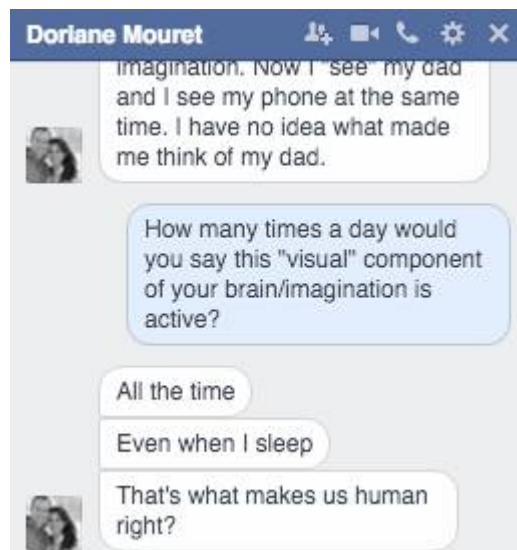 Doriane Mouret
imagination. Now I "see" my dad
and I see my phone at the same
time. I have no idea what made
me think of my dad.
How many times a day would
you say this "visual" component
of your brain/imagination is
active?
All the time
Even when I sleep
That's what makes us human
right?